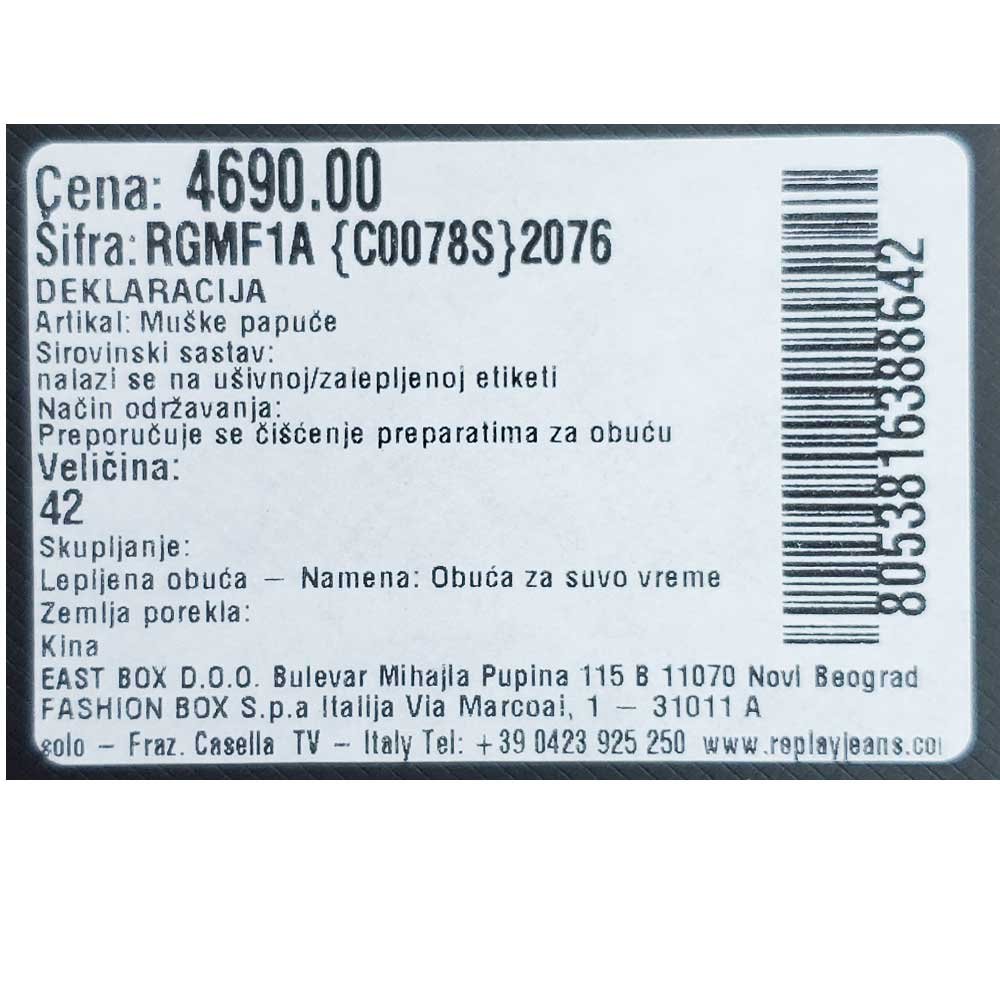 Cena: 4690.00
Šifra: RGMF1A {C0078S}2076
DEKLARACIJA
Artikal: Muške papuče
Sirovinski sastav:
nalazi se na ušivnoj/zalepljenoj etiketi
Način održavanja:
Preporučuje se čišćenje preparatima za obuću
Veličina:
42
Skupljanje:
Lepljena obuća – Namena: Obuća za suvo vreme
Zemlja porekla:
Kina
EAST BOX D.O.O. Bulevar Mihajla Pupina 115 B 11070 Novi Beograd
FASHION BOX S.p.a Italija Via Marcoai, 1 – 31011 A
solo – Fraz. Casella TV – Italy Tel: +39 0423 925 250 www.replayjeans.co
8053816388642